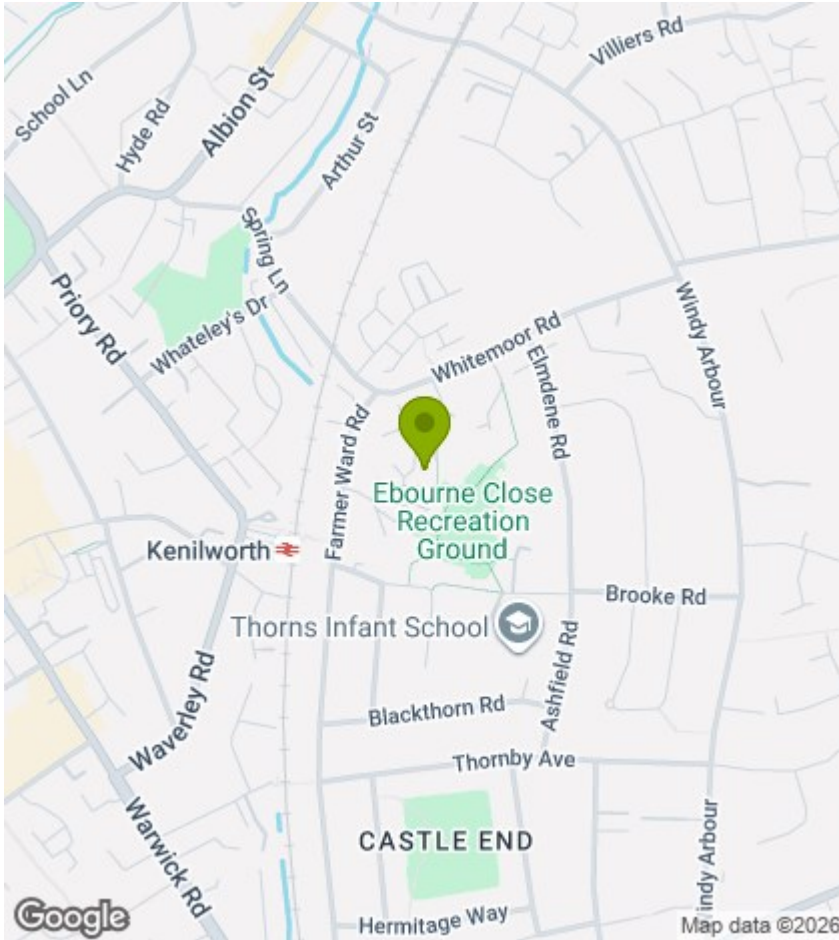 Villiers Rd
School Ln
Hyde Rd
Albion St
Arthur St
Spring Ln
Priory Rd
Whateley's Dr
Whitemoor Rd
Windy Arbour
Elmdene Rd
Farmer Ward Rd
Ebourne Close
Recreation
Ground
Kenilworth
Brooke Rd
Thorns Infant School
Ashfield Rd
Waverley Rd
Blackthorn Rd
Thornby Ave
Warwick Rd
CASTLE END
indy Arbour
Hermitage Way
Google
Map data ©2026